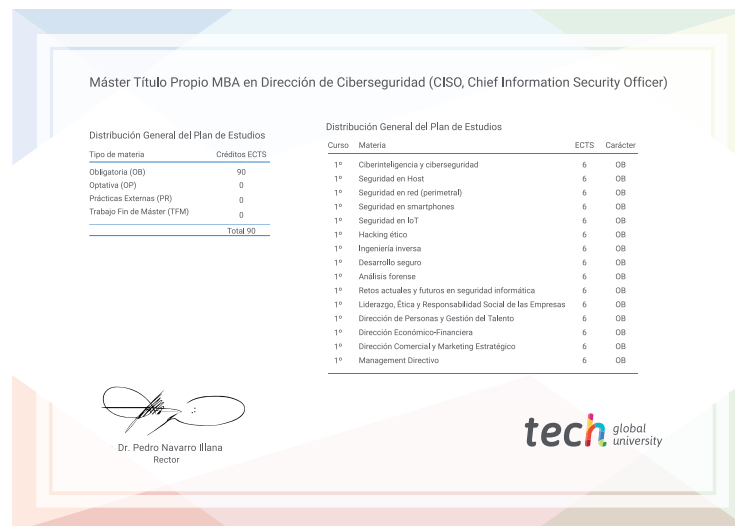 Máster Título Propio MBA en Dirección de Ciberseguridad (CISO, Chief Information Security Officer)
Distribución General del Plan de Estudios
Tipo de materia Créditos ECTS
Obligatoria (OB) 90
Optativa (OP) 0
Prácticas Externas (PR) 0
Trabajo Fin de Máster (TFM) 0
Total 90
Distribución General del Plan de Estudios
Curso Materia ECTS Carácter
1º Ciberinteligencia y ciberseguridad 6 OB
1º Seguridad en Host 6 OB
1º Seguridad en red (perimetral) 6 OB
1º Seguridad en smartphones 6 OB
1º Seguridad en IoT 6 OB
1º Hacking ético 6 OB
1º Ingeniería inversa 6 OB
1º Desarrollo seguro 6 OB
1º Análisis forense 6 OB
1º Retos actuales y futuros en seguridad informática 6 OB
1º Liderazgo, Ética y Responsabilidad Social de las Empresas 6 OB
1º Dirección de Personas y Gestión del Talento 6 OB
1º Dirección Económico-Financiera 6 OB
1º Dirección Comercial y Marketing Estratégico 6 OB
1º Management Directivo 6 OB
Dr. Pedro Navarro Illana
Rector
tech global
university